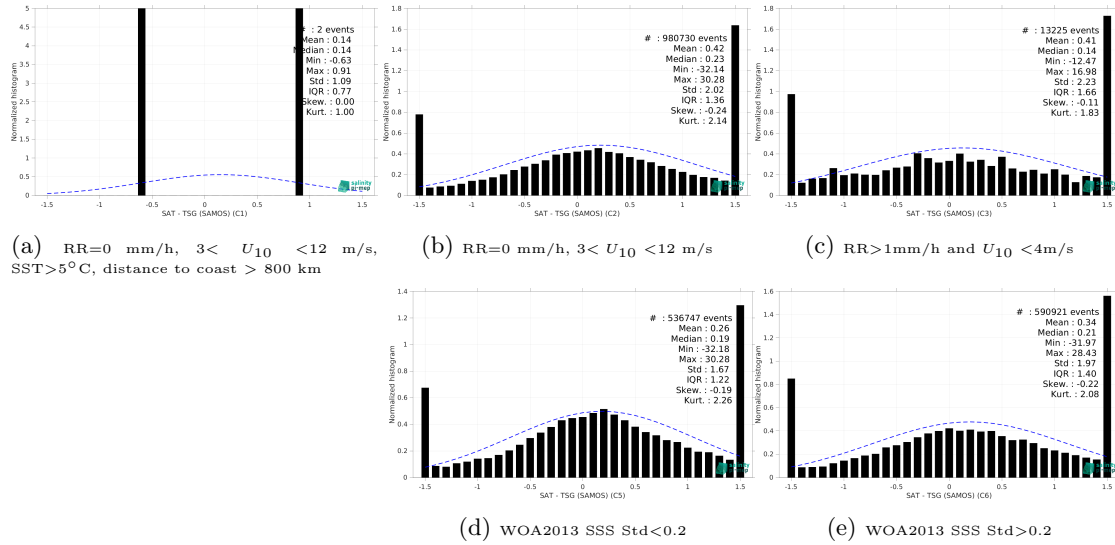 5
4.5
4
3.5
3
2.5
2
1.5
1
0.5
0
Normalized histogram
# : 2 events
Mean : 0.14
Median : 0.14
Min : -0.63
Max : 0.91
Std : 1.09
IQR : 0.77
Skew. : 0.00
Kurt. : 1.00
salinity
pi-mep
-1.5 -1 -0.5 0 0.5 1 1.5
SAT - TSG (SAMOS) (C1)
(a) RR=0 mm/h, 3< U10 <12 m/s,
SST>5°C, distance to coast > 800 km
1.8
1.6
1.4
1.2
1
0.8
0.6
0.4
0.2
0
Normalized histogram
# : 980730 events
Mean : 0.42
Median : 0.23
Min : -32.14
Max : 30.28
Std : 2.02
IQR : 1.36
Skew. : -0.24
Kurt. : 2.14
salinity
pi-mep
-1.5 -1 -0.5 0 0.5 1 1.5
SAT - TSG (SAMOS) (C2)
(b) RR=0 mm/h, 3< U10 <12 m/s
1.8
1.6
1.4
1.2
1
0.8
0.6
0.4
0.2
0
Normalized histogram
# : 13225 events
Mean : 0.41
Median : 0.14
Min : -12.47
Max : 16.98
Std : 2.23
IQR : 1.66
Skew. : -0.11
Kurt. : 1.83
salinity
pi-mep
-1.5 -1 -0.5 0 0.5 1 1.5
SAT - TSG (SAMOS) (C3)
(c) RR>1mm/h and U10 <4m/s
1.4
1.2
1
0.8
0.6
0.4
0.2
0
Normalized histogram
# : 536747 events
Mean : 0.26
Median : 0.19
Min : -32.18
Max : 30.28
Std : 1.67
IQR : 1.22
Skew. : -0.19
Kurt. : 2.26
salinity
pi-mep
-1.5 -1 -0.5 0 0.5 1 1.5
SAT - TSG (SAMOS) (C5)
(d) WOA2013 SSS Std<0.2
1.6
1.4
1.2
1
0.8
0.6
0.4
0.2
0
Normalized histogram
# : 590921 events
Mean : 0.34
Median : 0.21
Min : -31.97
Max : 28.43
Std : 1.97
IQR : 1.40
Skew. : -0.22
Kurt. : 2.08
salinity
pi-mep
-1.5 -1 -0.5 0 0.5 1 1.5
SAT - TSG (SAMOS) (C6)
(e) WOA2013 SSS Std>0.2